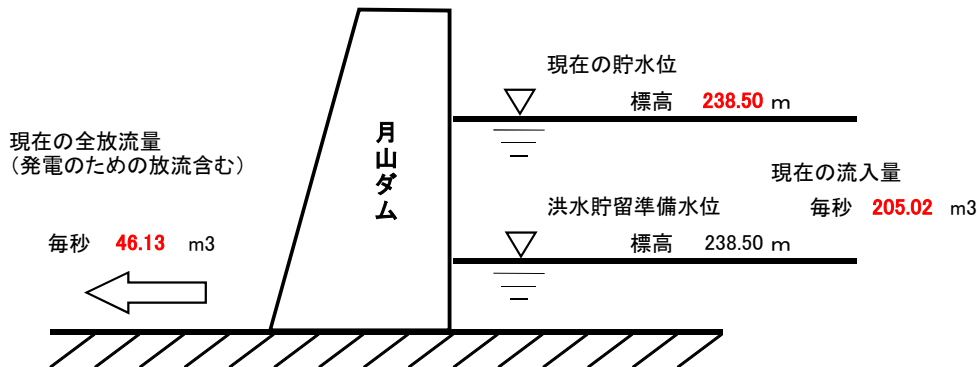 現在の貯水位
標高 238.50 m
現在の全放流量
（発電のための放流含む）
月山ダム
現在の流入量
毎秒 205.02 m3
洪水貯留準備水位
毎秒 46.13 m3
標高 238.50 m